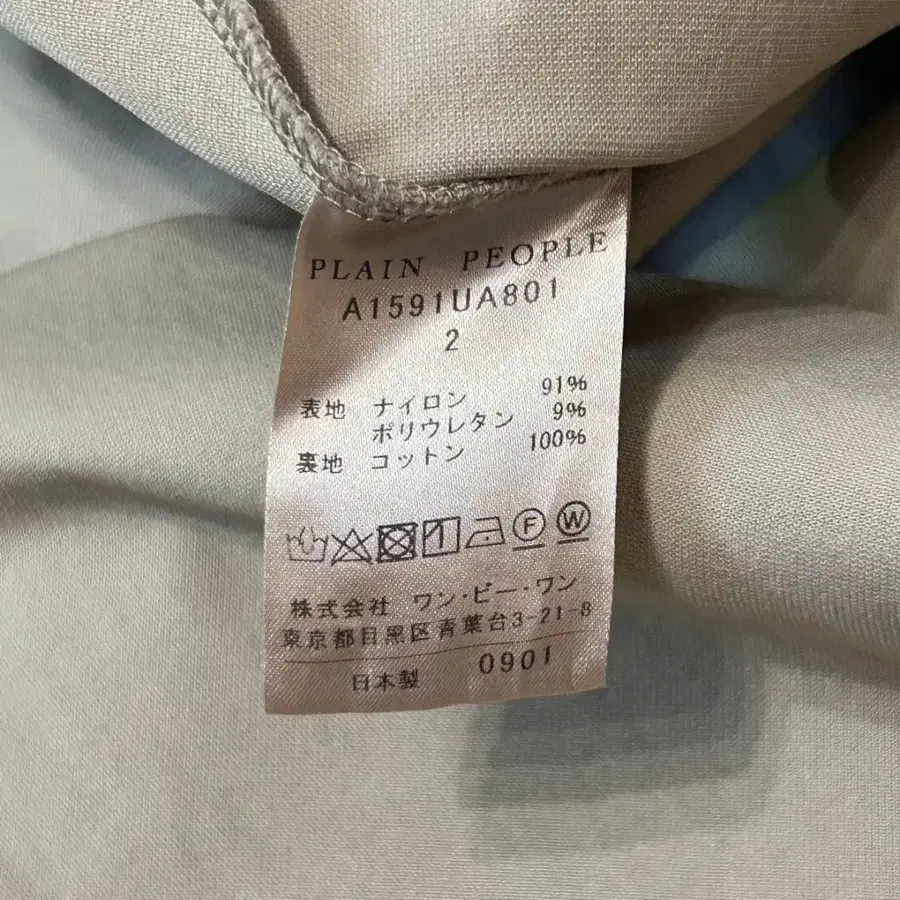 PLAIN PEOPLE
A1591UA801
2
表地 ナイロン 91%
ポリウレタン 9%
裏地 コットン 100%
F W
株式会社 ワン・ビー・ワン
東京都目黒区青葉台3-21-8
日本製 0901